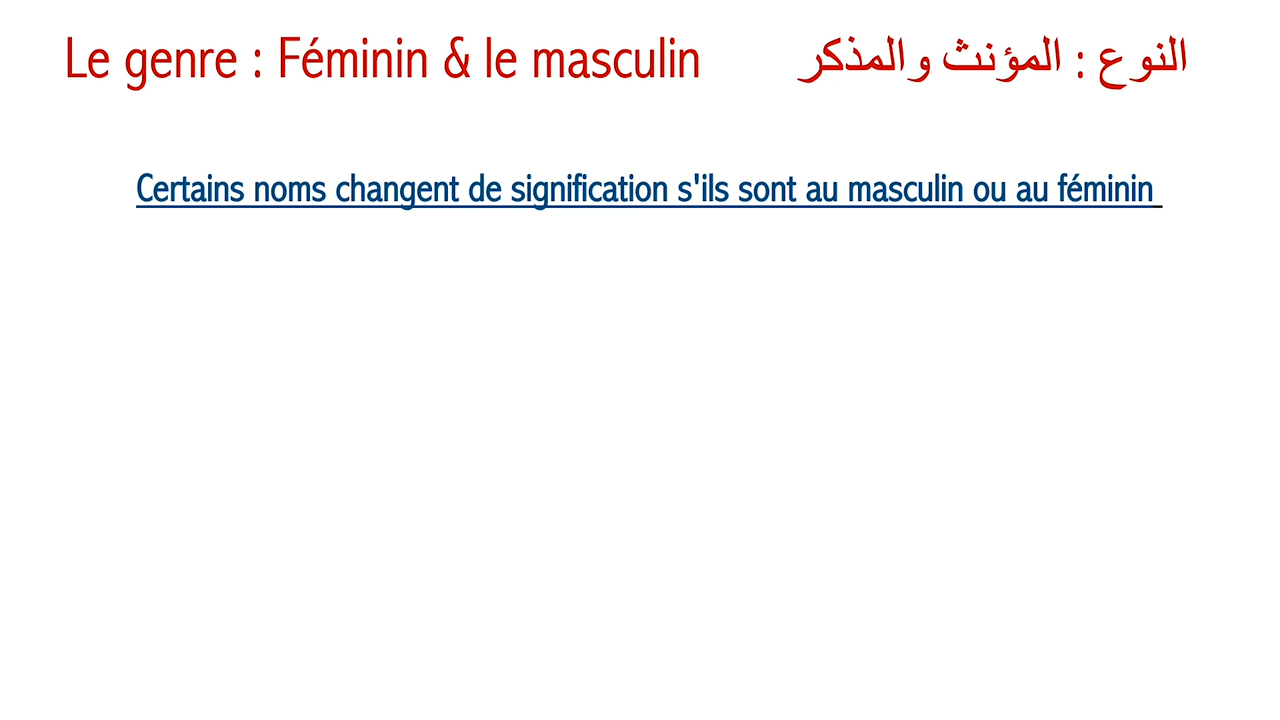 Le genre : Féminin & le masculin النوع : المؤنث والمذكر
Certains noms changent de signification s'ils sont au masculin ou au féminin